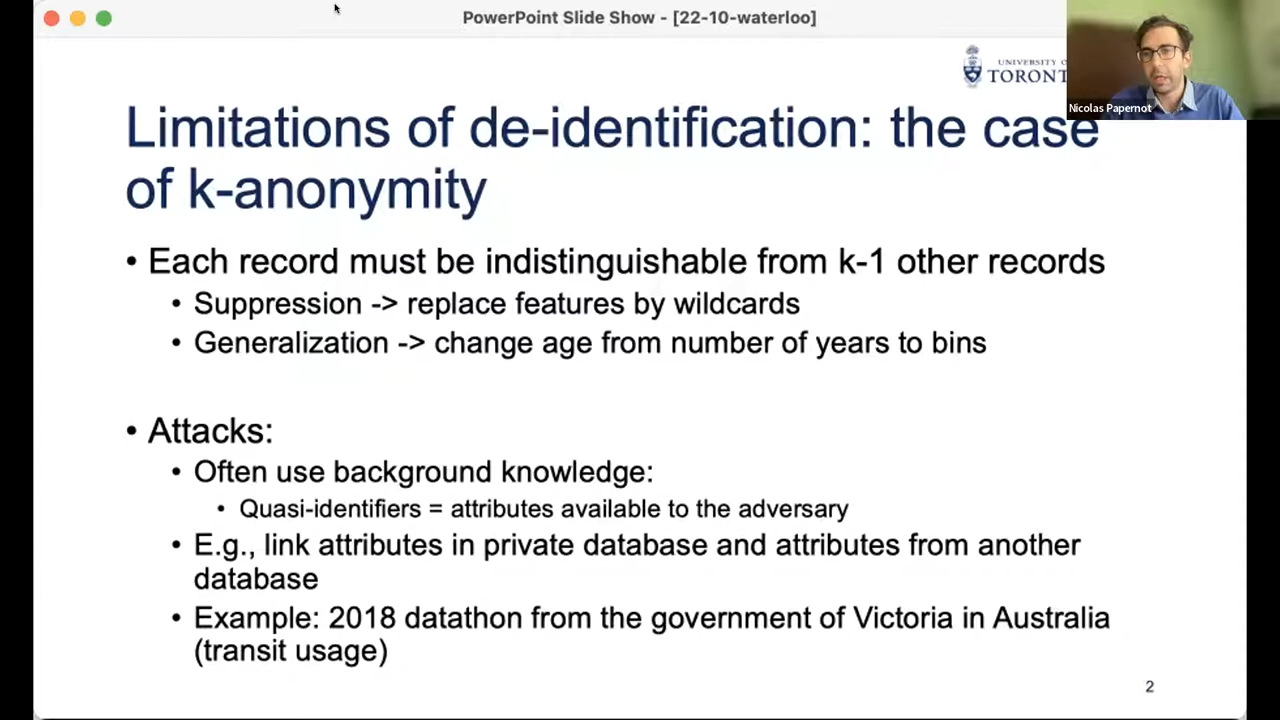 PowerPoint Slide Show - [22-10-waterloo]
UNIVERSITY
TORONT
Nicolas Papernot
Limitations of de-identification: the case
of k-anonymity
• Each record must be indistinguishable from k-1 other records
• Suppression -> replace features by wildcards
• Generalization -> change age from number of years to bins
• Attacks:
• Often use background knowledge:
• Quasi-identifiers = attributes available to the adversary
• E.g., link attributes in private database and attributes from another
database
• Example: 2018 datathon from the government of Victoria in Australia
(transit usage)
2